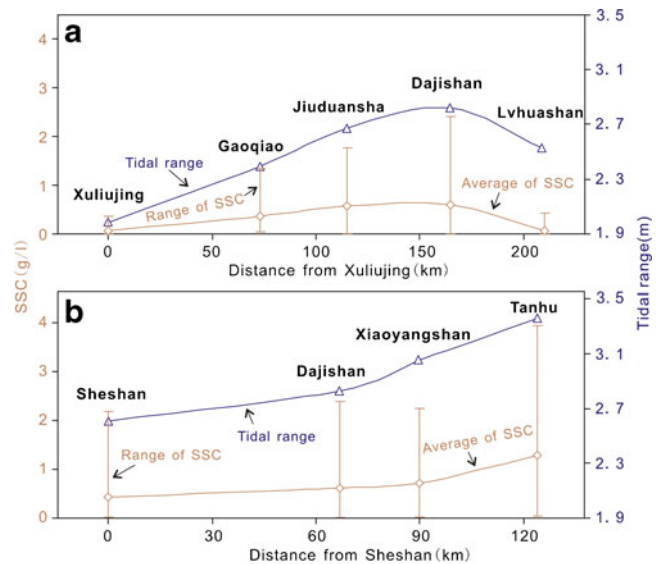 a
4
3
2
1
0
SSC(g/l)
3.5
3.1
2.7
2.3
1.9
Tidal range(m)
Xuliujing
Gaoqiao
Jiuduansha
Dajishan
Lvhuashan
Tidal range
Range of SSC
Average of SSC
0 50 100 150 200
Distance from Xuliujing(km)
b
4
3
2
1
0
3.5
3.1
2.7
2.3
1.9
Sheshan
Dajishan
Xiaoyangshan
Tanhu
Range of SSC
Tidal range
Average of SSC
0 30 60 90 120
Distance from Sheshan(km)